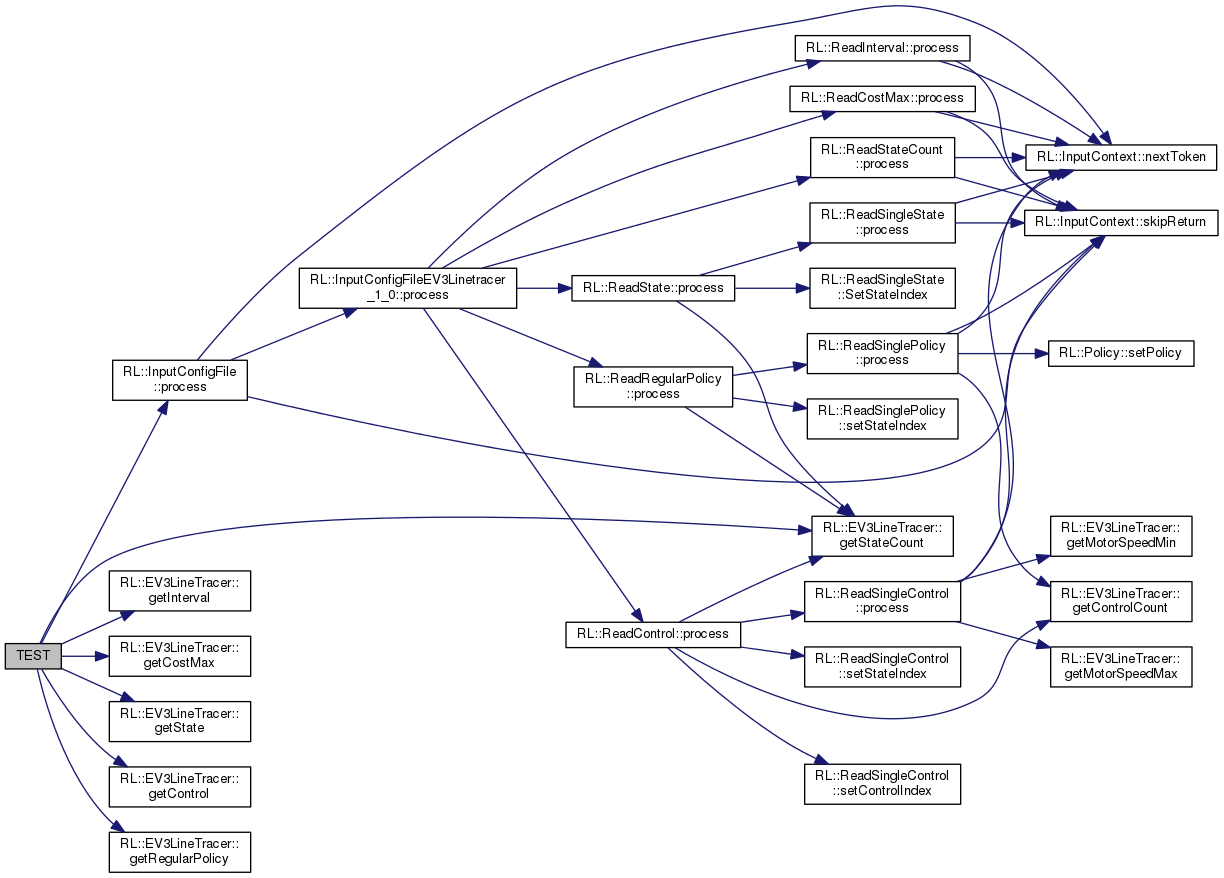 RL::ReadInterval::process
RL::ReadCostMax::process
RL::ReadStateCount
::process
RL::InputContext::nextToken
RL::ReadSingleState
::process
RL::InputContext::skipReturn
RL::InputConfigFileEV3Linetracer
_1_0::process
RL::ReadState::process
RL::ReadSingleState
::SetStateIndex
RL::ReadSinglePolicy
::process
RL::Policy::setPolicy
RL::InputConfigFile
::process
RL::ReadRegularPolicy
::process
RL::ReadSinglePolicy
::setStateIndex
RL::EV3LineTracer::
getStateCount
RL::EV3LineTracer::
getMotorSpeedMin
RL::EV3LineTracer::
getInterval
RL::ReadSingleControl
::process
RL::EV3LineTracer::
getControlCount
RL::ReadControl::process
TEST
RL::EV3LineTracer::
getCostMax
RL::ReadSingleControl
::setStateIndex
RL::EV3LineTracer::
getMotorSpeedMax
RL::EV3LineTracer::
getState
RL::EV3LineTracer::
getControl
RL::ReadSingleControl
::setControlIndex
RL::EV3LineTracer::
getRegularPolicy